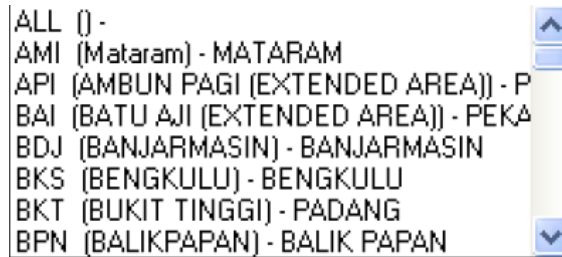 ALL () -
AMI (Mataram) - MATARAM
API (AMBUN PAGI (EXTENDED AREA)) - P
BAI (BATU AJI (EXTENDED AREA)) - PEKA
BDJ (BANJARMASIN) - BANJARMASIN
BKS (BENGKULU) - BENGKULU
BKT (BUKIT TINGGI) - PADANG
BPN (BALIKPAPAN) - BALIK PAPAN